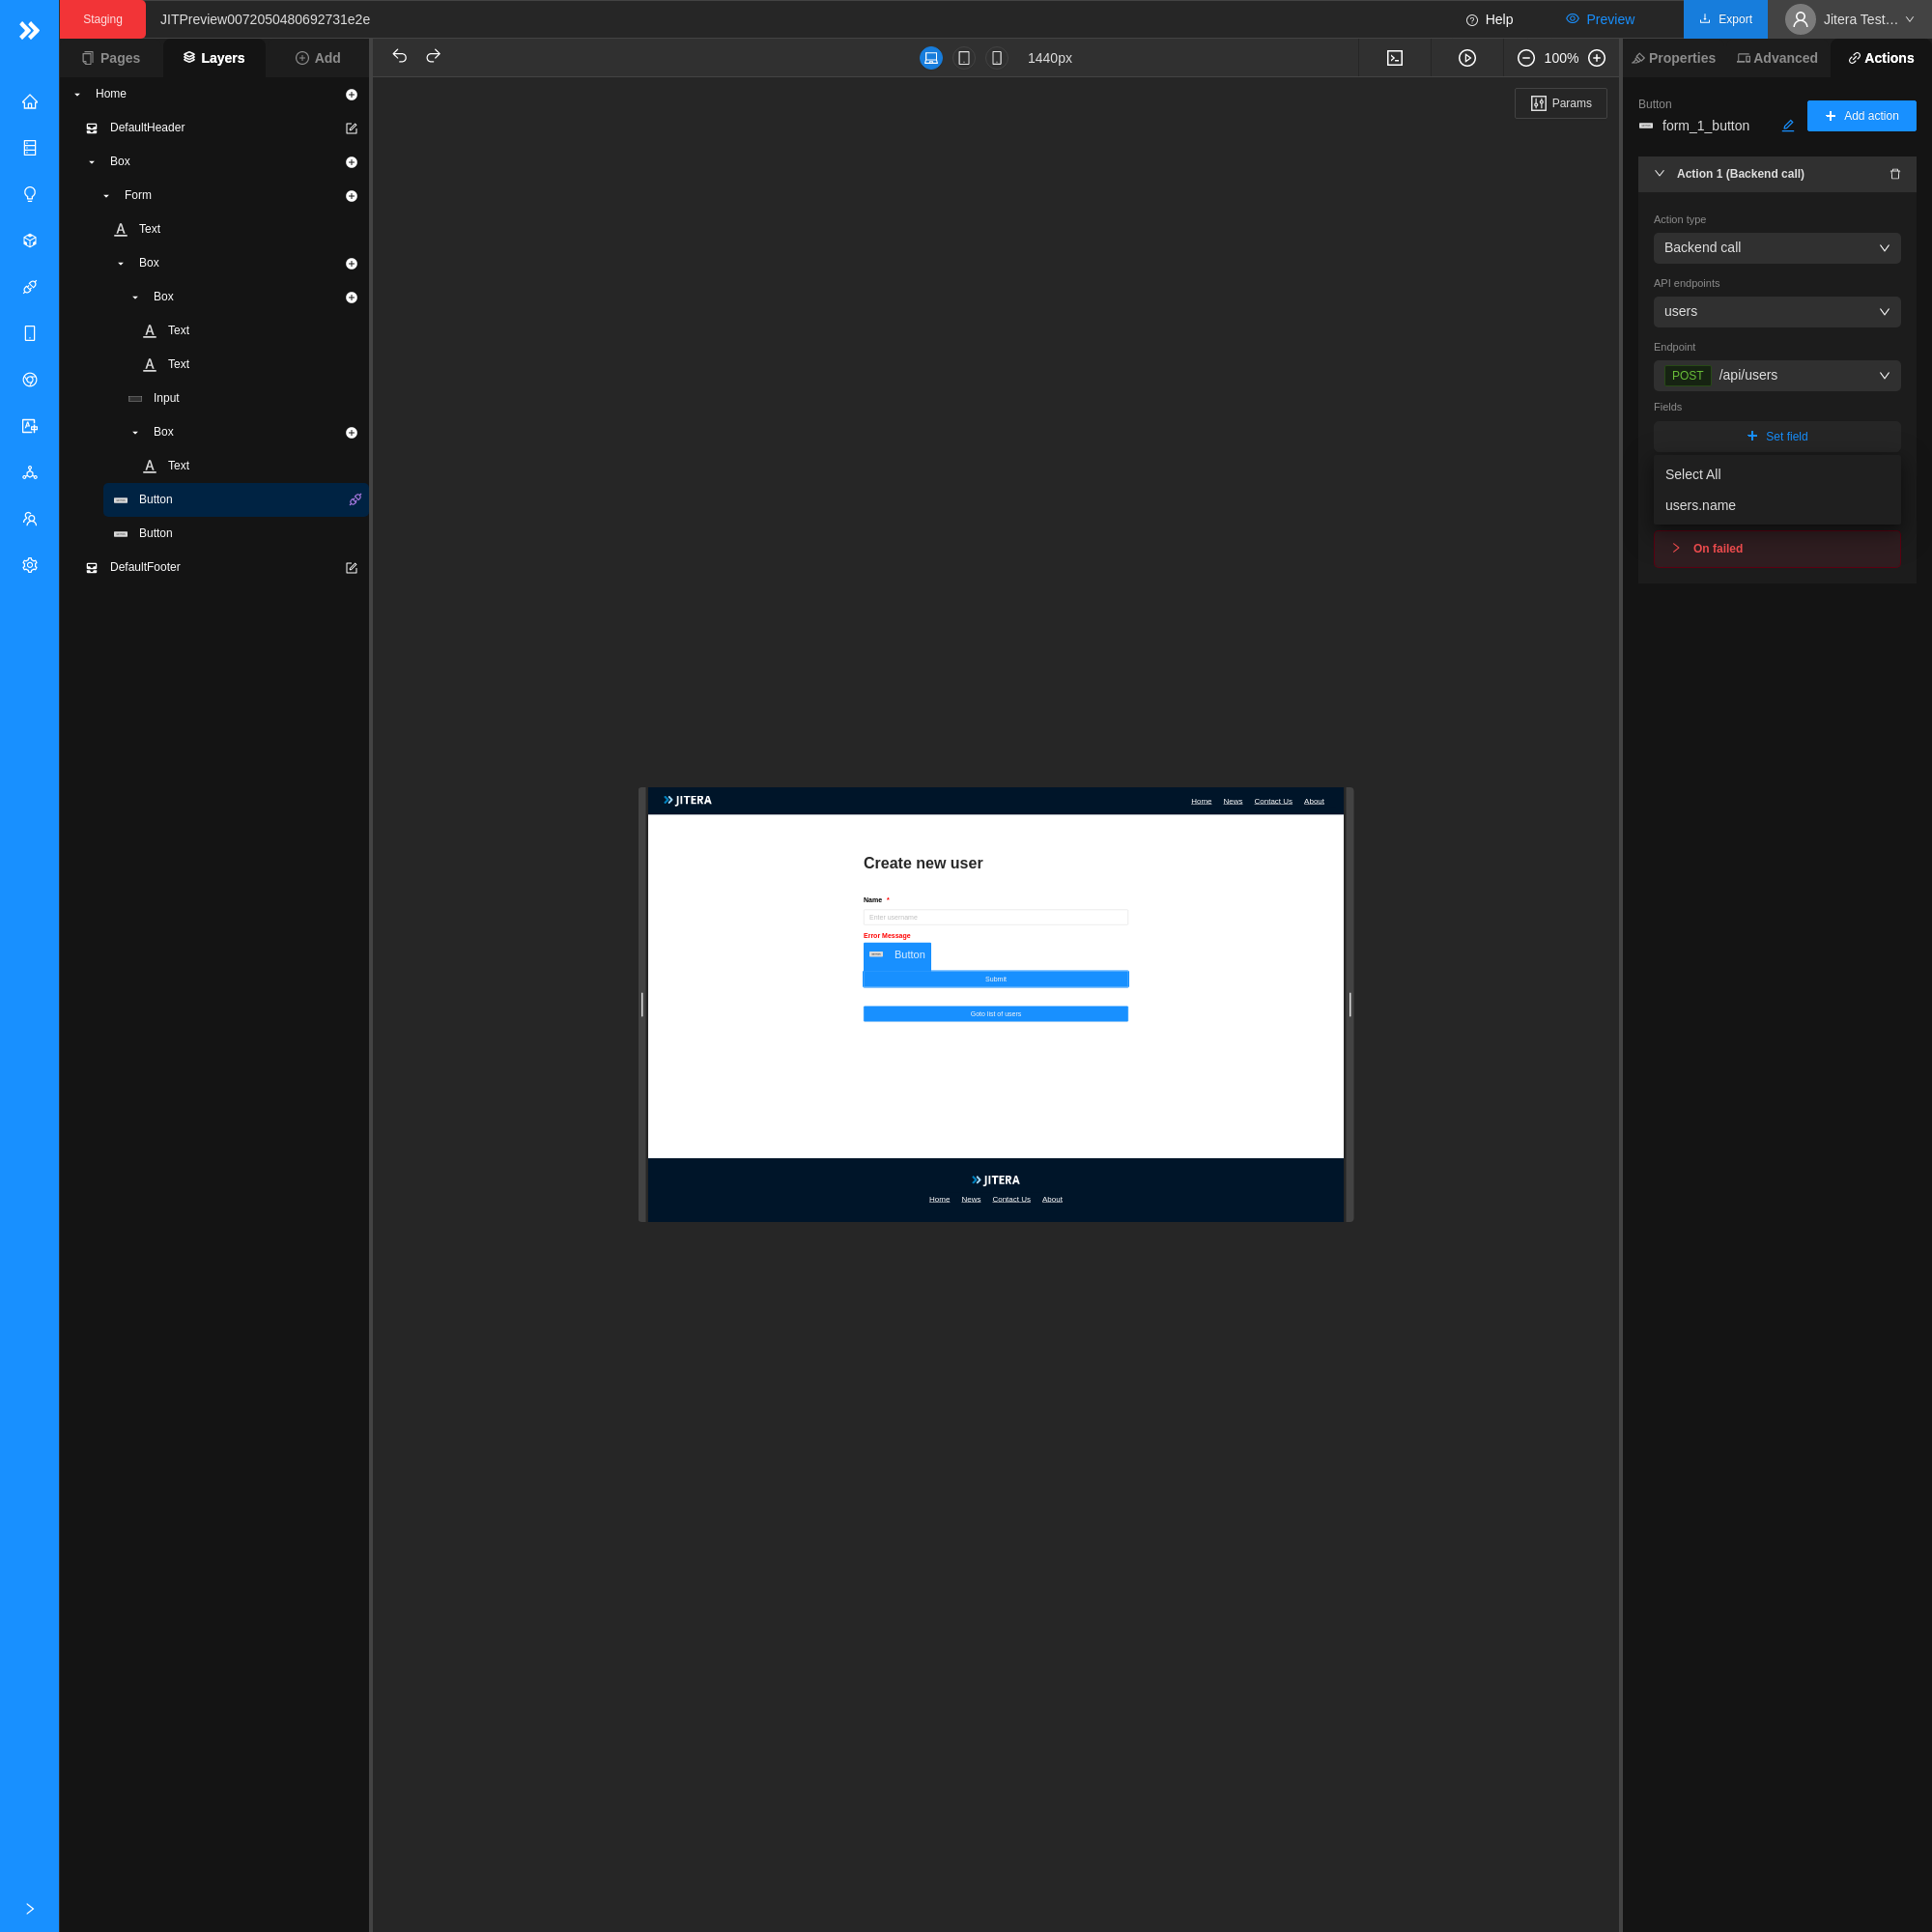 Staging
JITPreview0072050480692731e2e
Help
Preview
Export
Jitera Test…
Pages
Layers
Add
1440px
100%
Properties
Advanced
Actions
Home
DefaultHeader
Box
Form
Text
Box
Box
Text
Text
Input
Box
Text
Button
Button
DefaultFooter
Params
JITERA
Home
News
Contact Us
About
Create new user
Name *
Enter username
Error Message
Button
Submit
Goto list of users
JITERA
Home
News
Contact Us
About
Button
form_1_button
Add action
Action 1 (Backend call)
Action type
Backend call
API endpoints
users
Endpoint
POST /api/users
Fields
Set field
Select All
users.name
On failed